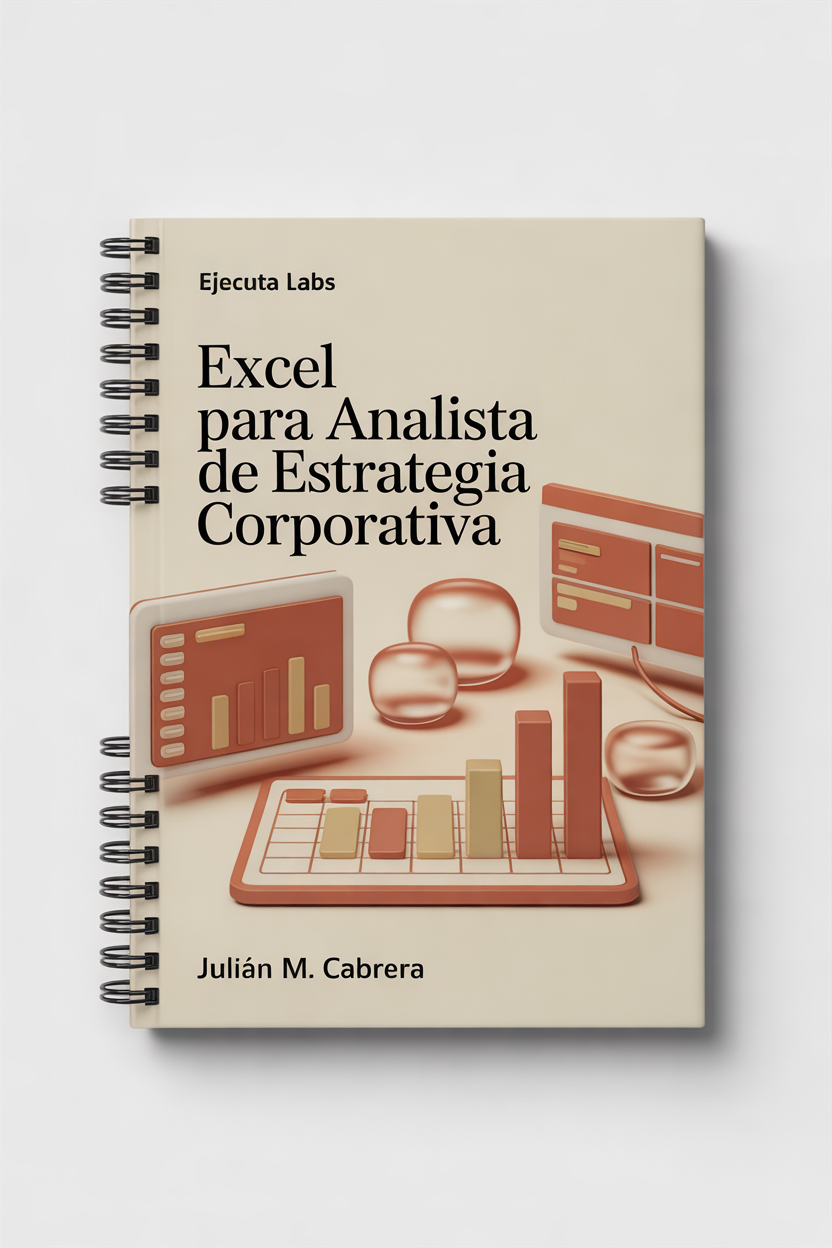 Ejecuta Labs
Excel
para Analista
de Estrategia
Corporativa
Julián M. Cabrera